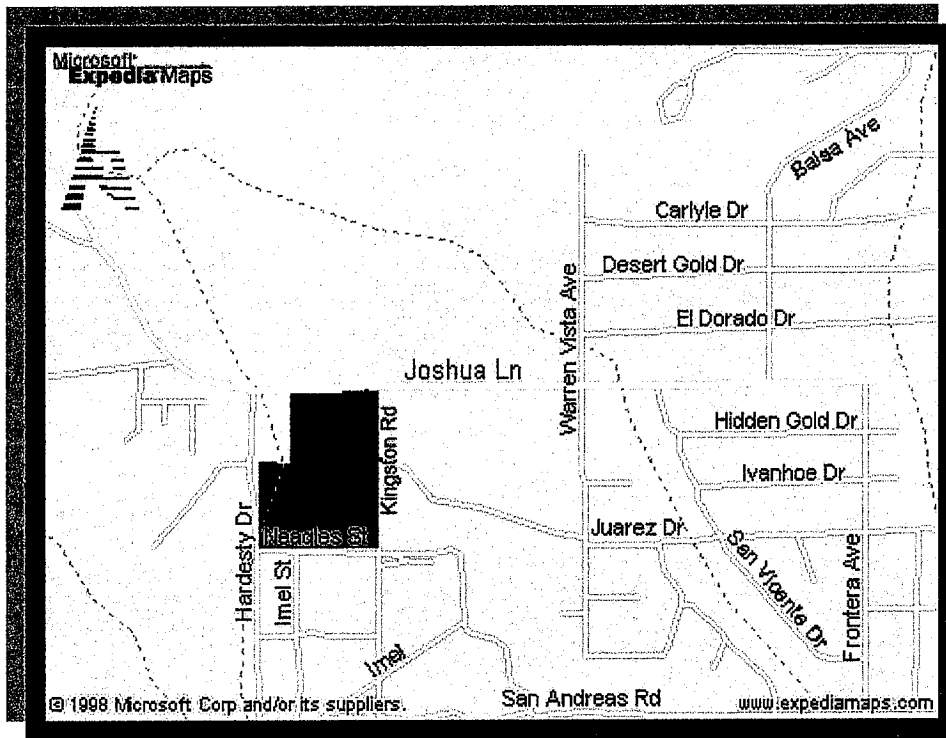 Microsoft
Expedia Maps
Balsa Ave
Carlyle Dr
Desert Gold Dr
Warren Vista Ave
El Dorado Dr
Joshua Ln
Kingston Rd
Hidden Gold Dr
Ivanhoe Dr
Hardesty Dr
Neagles St
Juarez Dr
San Vicente Dr
Imel St
Frontera Ave
Imel
San Andreas Rd
© 1998 Microsoft Corp and/or its suppliers.
www.expediamaps.com